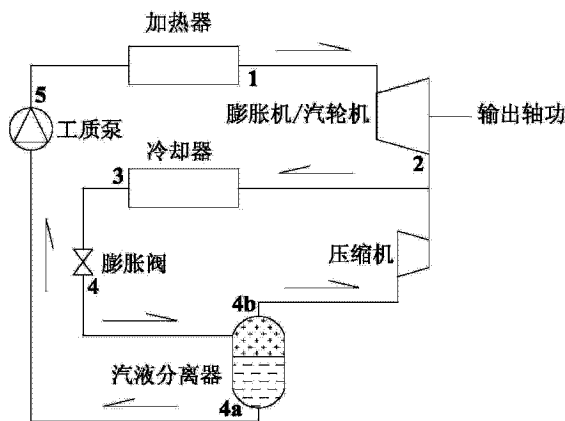 加热器
1
5
工质泵
膨胀机/汽轮机
输出轴功
2
冷却器
3
膨胀阀
4
压缩机
4b
汽液分离器
4a